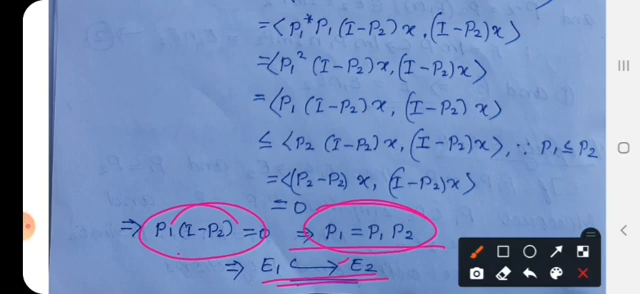 =⟨P₁*P₁(I-P₂)x, (I-P₂)x⟩
=⟨P₁²(I-P₂)x, (I-P₂)x⟩
=⟨P₁(I-P₂)x, (I-P₂)x⟩
≤⟨P₂(I-P₂)x, (I-P₂)x⟩, ∵ P₁≤P₂
=⟨(P₂-P₂)x, (I-P₂)x⟩
=0
⇒ P₁(I-P₂)=0 ⇒ P₁=P₁P₂
⇒ E₁ ⟷ E₂